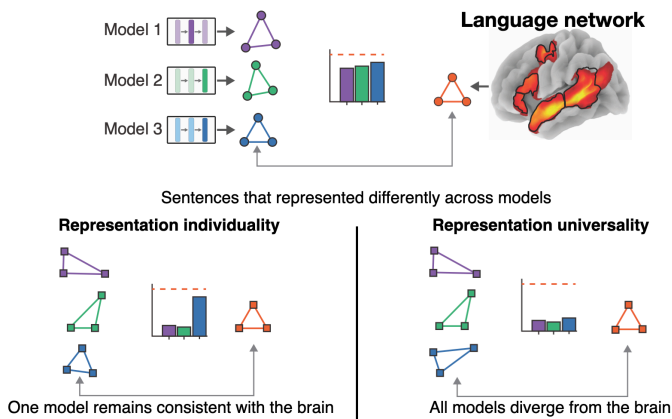 Language network
Model 1
Model 2
Model 3
Sentences that represented differently across models
Representation individuality
Representation universality
One model remains consistent with the brain
All models diverge from the brain